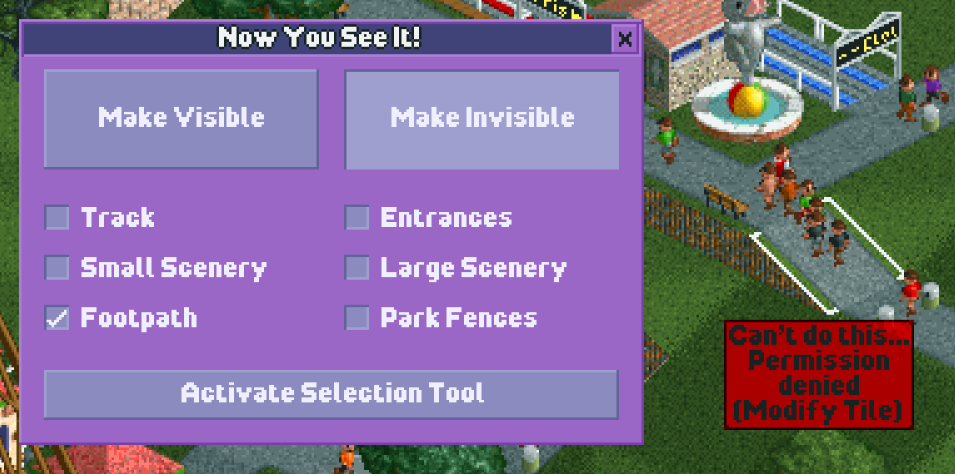 Now You See It!
Make Visible
Make Invisible
Track
Entrances
Small Scenery
Large Scenery
Footpath
Park Fences
Activate Selection Tool
Can't do this...
Permission
denied
(Modify Tile)